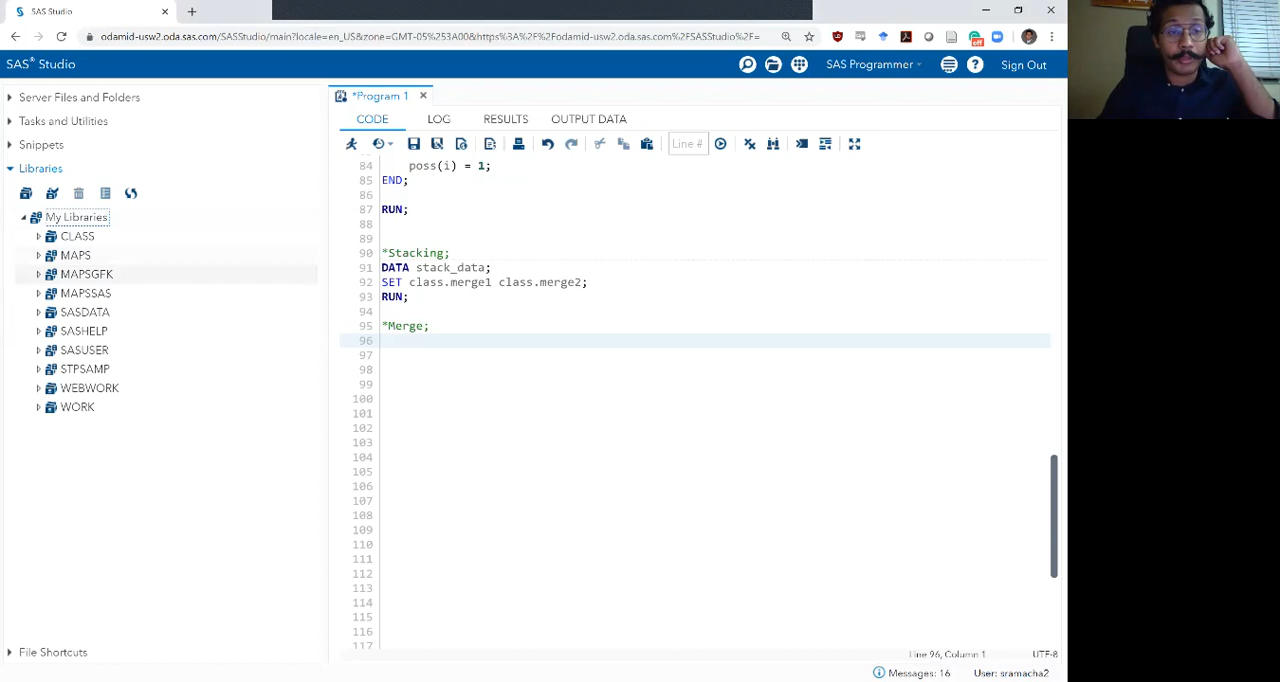 SAS Studio
odamid-usw2.oda.sas.com/SASStudio/main?locale=en_US&zone=GMT-05%253A00&https%3A%2F%2Fodamid-usw2.oda.sas.com%2FSASStudio%2F=
SAS® Studio
SAS Programmer
Sign Out
Server Files and Folders
Tasks and Utilities
Snippets
Libraries
My Libraries
CLASS
MAPS
MAPSGFK
MAPSSAS
SASDATA
SASHELP
SASUSER
STPSAMP
WEBWORK
WORK
File Shortcuts
*Program 1
CODE LOG RESULTS OUTPUT DATA
Line #
84 poss(i) = 1;
85 END;
86
87 RUN;
88
89
90 *Stacking;
91 DATA stack_data;
92 SET class.merge1 class.merge2;
93 RUN;
94
95 *Merge;
96
97
98
99
100
101
102
103
104
105
106
107
108
109
110
111
112
113
114
115
116
117
Line 96, Column 1
UTF-8
Messages: 16
User: sramacha2